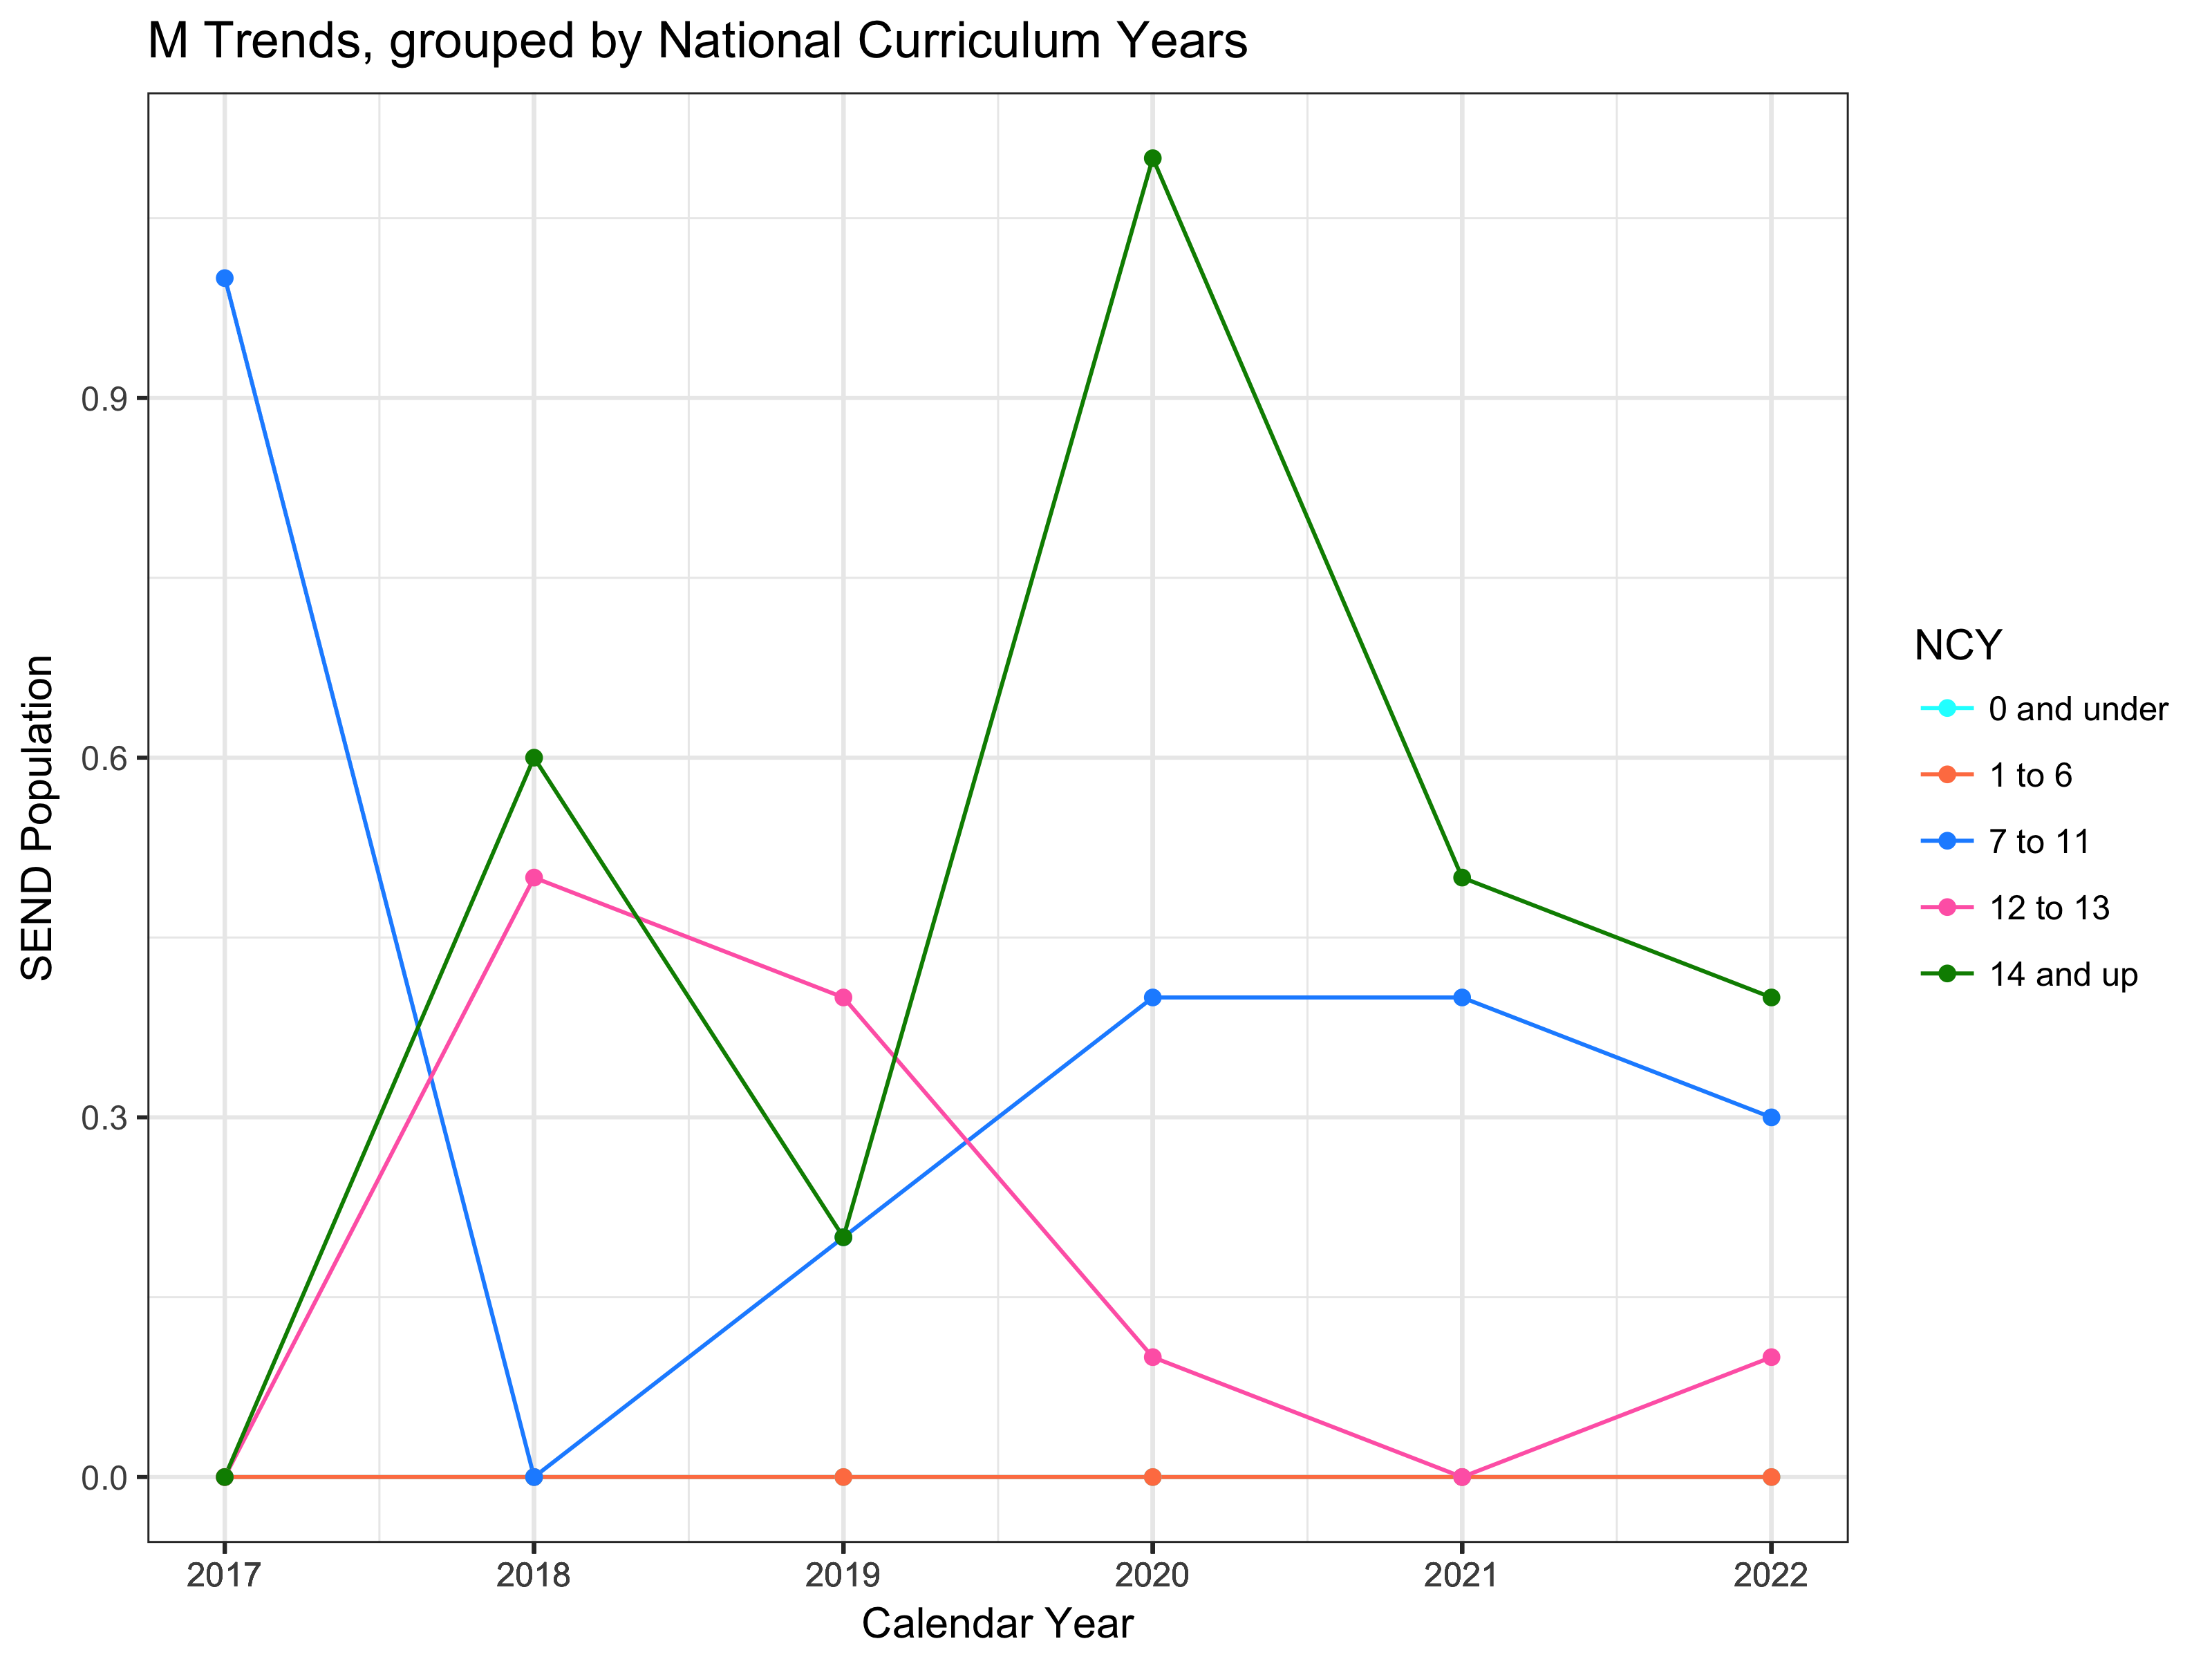 M Trends, grouped by National Curriculum Years
SEND Population
0.9
0.6
0.3
0.0
2017 2018 2019 2020 2021 2022
Calendar Year
NCY
0 and under
1 to 6
7 to 11
12 to 13
14 and up